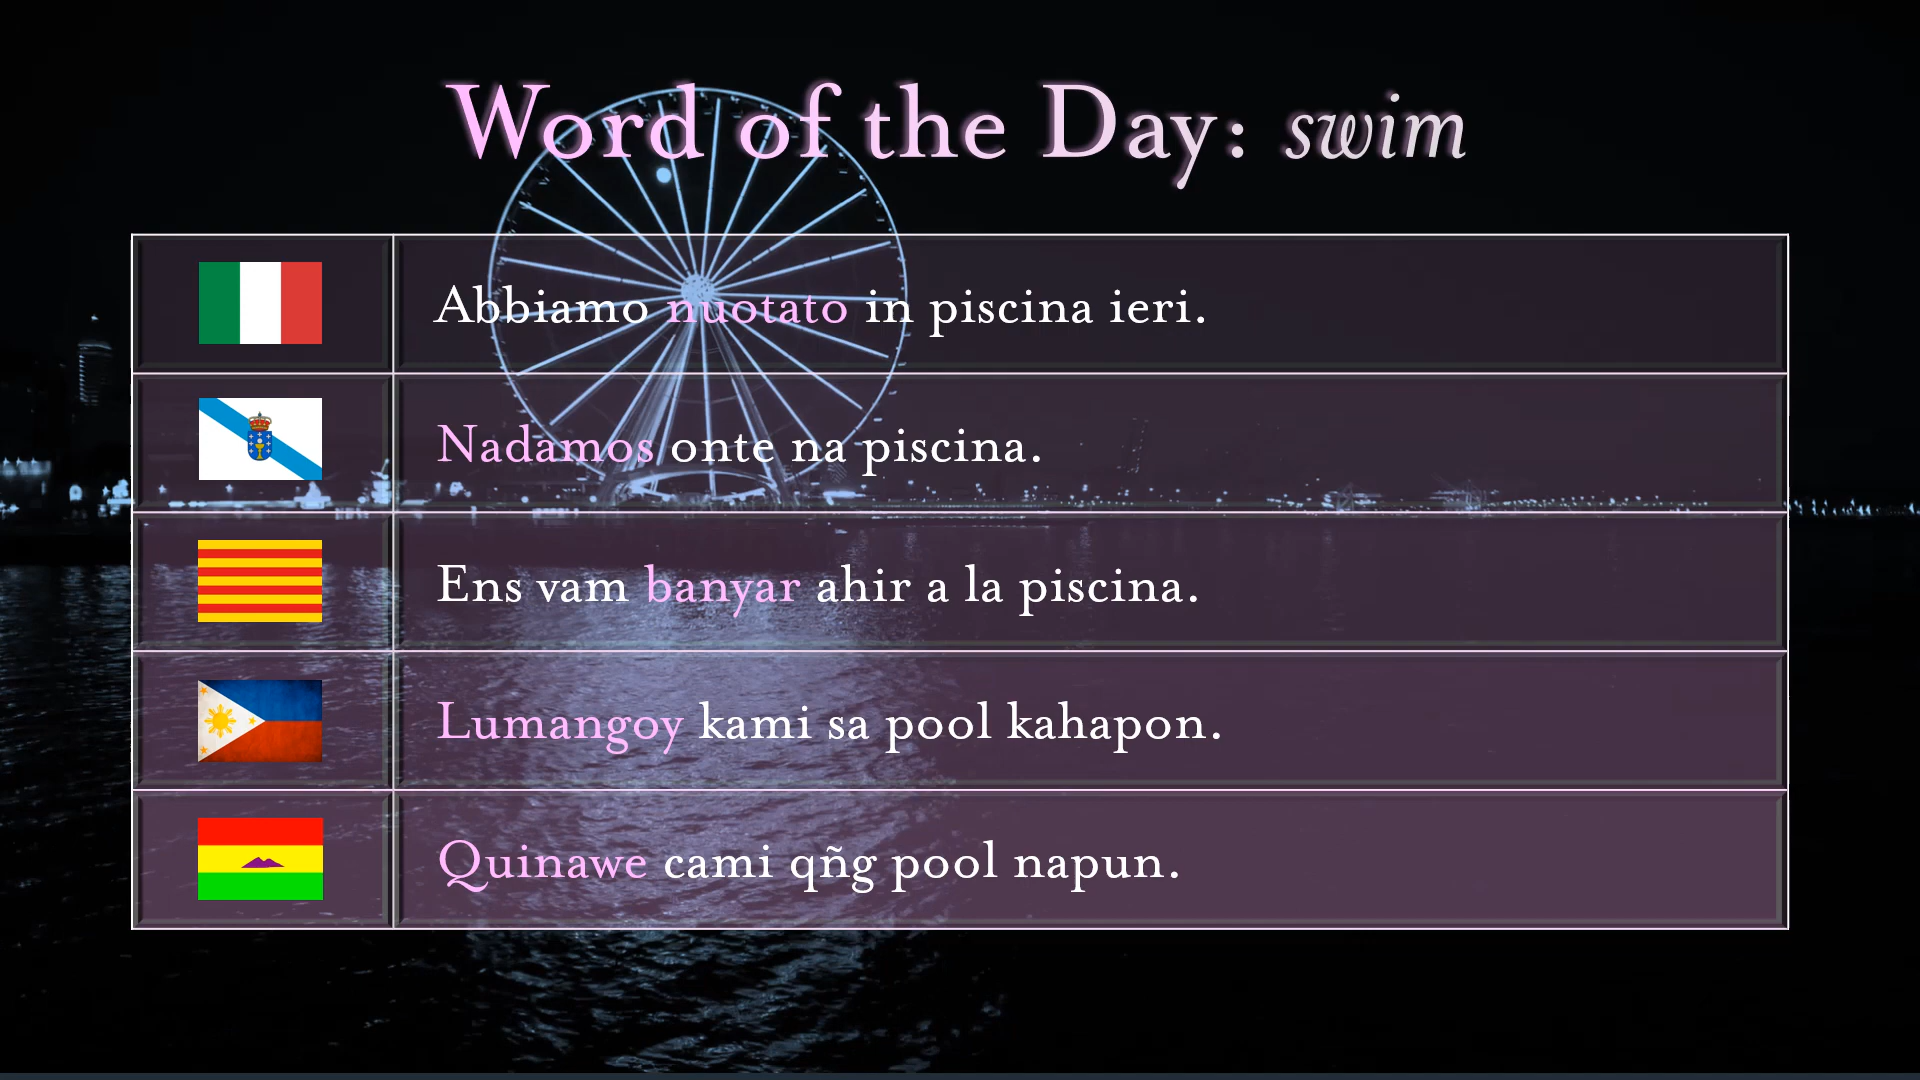 Word of the Day: swim
Abbiamo nuotato in piscina ieri.
Nadamos onte na piscina.
Ens vam banyar ahir a la piscina.
Lumangoy kami sa pool kahapon.
Quinawe cami qñg pool napun.